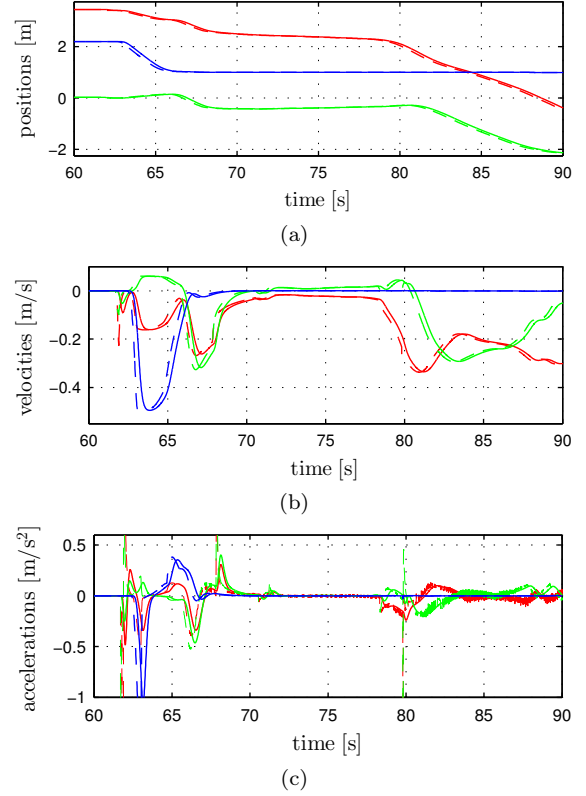 positions [m]
2
0
−2
60 65 70 75 80 85 90
time [s]
(a)
velocities [m/s]
0
−0.2
−0.4
60 65 70 75 80 85 90
time [s]
(b)
accelerations [m/s²]
0.5
0
−0.5
−1
60 65 70 75 80 85 90
time [s]
(c)